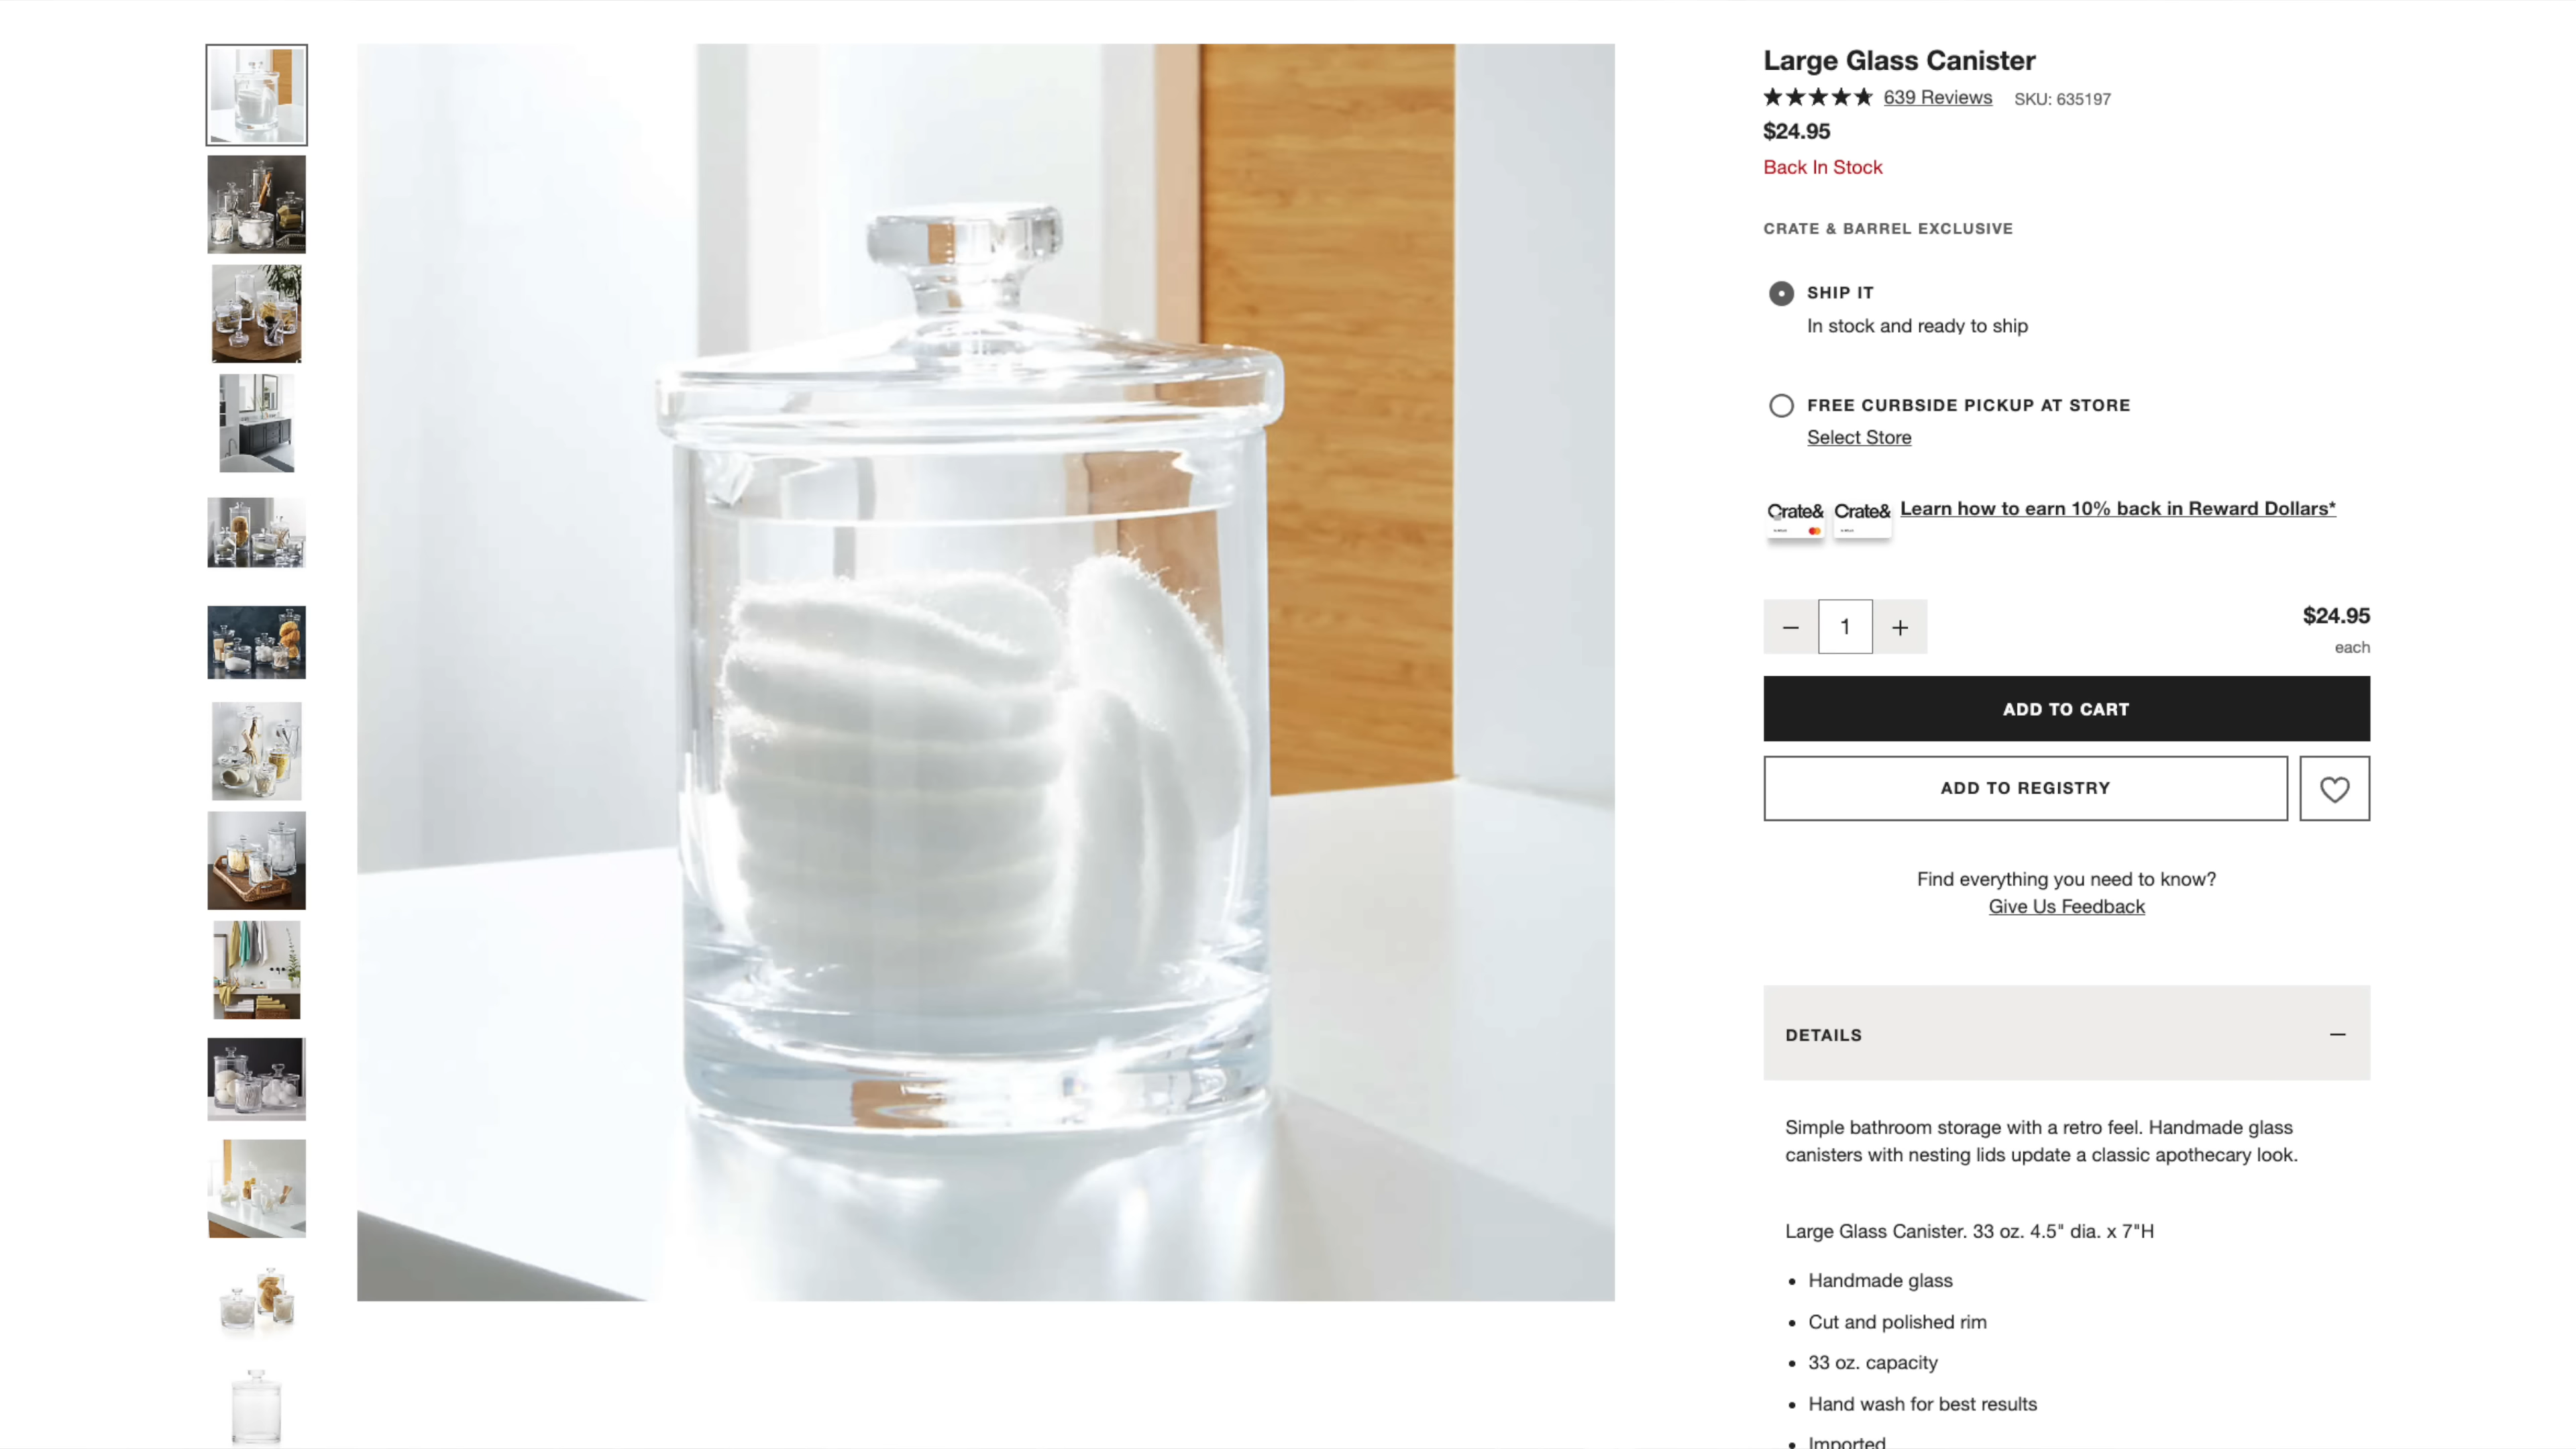 Large Glass Canister
639 Reviews SKU: 635197
$24.95
Back In Stock
CRATE & BARREL EXCLUSIVE
SHIP IT
In stock and ready to ship
FREE CURBSIDE PICKUP AT STORE
Select Store
Crate& Crate& Learn how to earn 10% back in Reward Dollars*
− 1 + $24.95
each
ADD TO CART
ADD TO REGISTRY
Find everything you need to know?
Give Us Feedback
DETAILS −
Simple bathroom storage with a retro feel. Handmade glass
canisters with nesting lids update a classic apothecary look.
Large Glass Canister. 33 oz. 4.5" dia. x 7"H
• Handmade glass
• Cut and polished rim
• 33 oz. capacity
• Hand wash for best results
• Imported